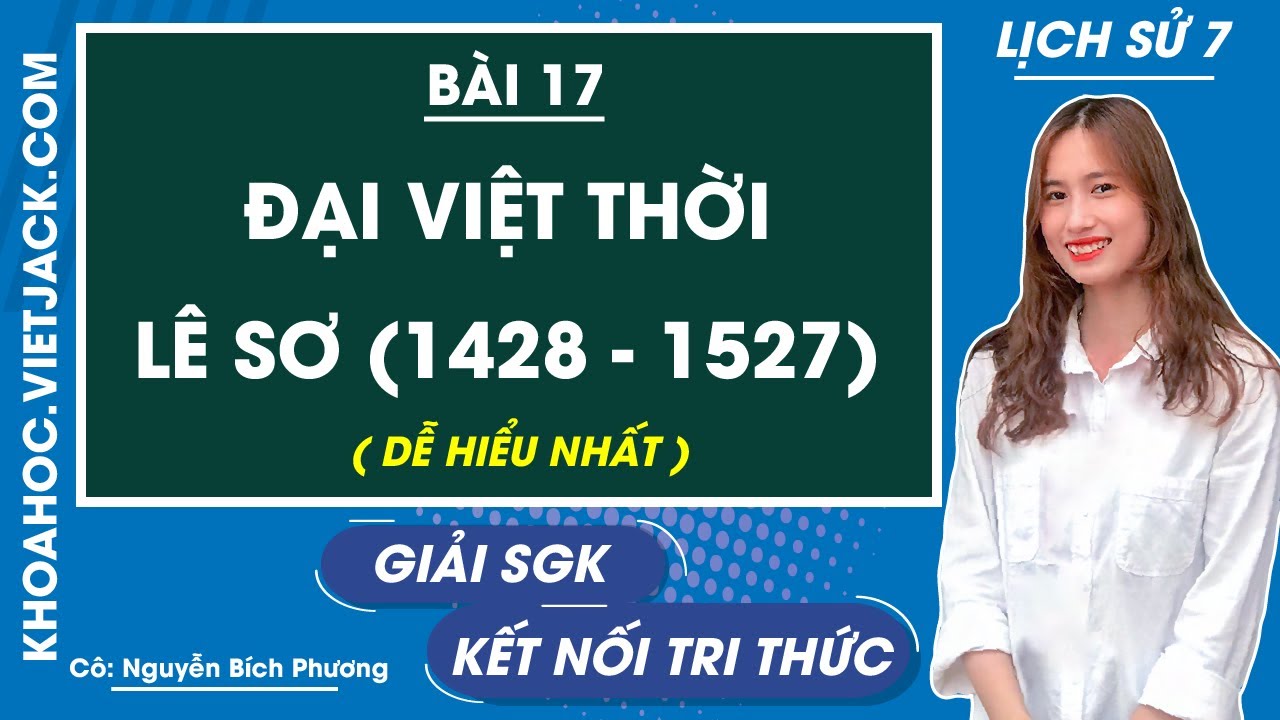 KHOAHOC.VIETJACK.COM
LỊCH SỬ 7
BÀI 17
ĐẠI VIỆT THỜI
LÊ SƠ (1428 - 1527)
( DỄ HIỂU NHẤT )
GIẢI SGK
KẾT NỐI TRI THỨC
Cô: Nguyễn Bích Phương